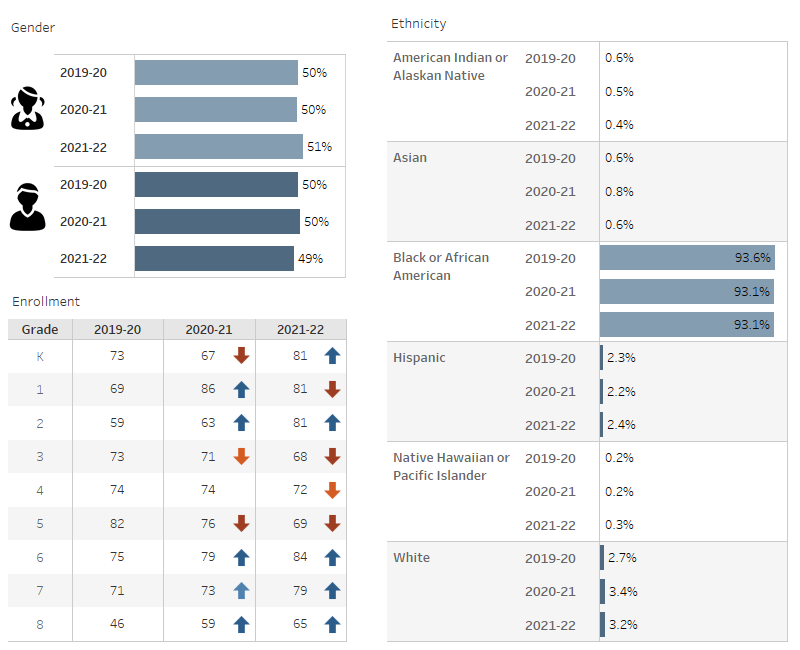 Gender
2019-20 50%
2020-21 50%
2021-22 51%
2019-20 50%
2020-21 50%
2021-22 49%
Enrollment
Grade 2019-20 2020-21 2021-22
K 73 67 81
1 69 86 81
2 59 63 81
3 73 71 68
4 74 74 72
5 82 76 69
6 75 79 84
7 71 73 79
8 46 59 65
Ethnicity
American Indian or 2019-20 0.6%
Alaskan Native
2020-21 0.5%
2021-22 0.4%
Asian 2019-20 0.6%
2020-21 0.8%
2021-22 0.6%
Black or African 2019-20 93.6%
American
2020-21 93.1%
2021-22 93.1%
Hispanic 2019-20 2.3%
2020-21 2.2%
2021-22 2.4%
Native Hawaiian or 2019-20 0.2%
Pacific Islander
2020-21 0.2%
2021-22 0.3%
White 2019-20 2.7%
2020-21 3.4%
2021-22 3.2%